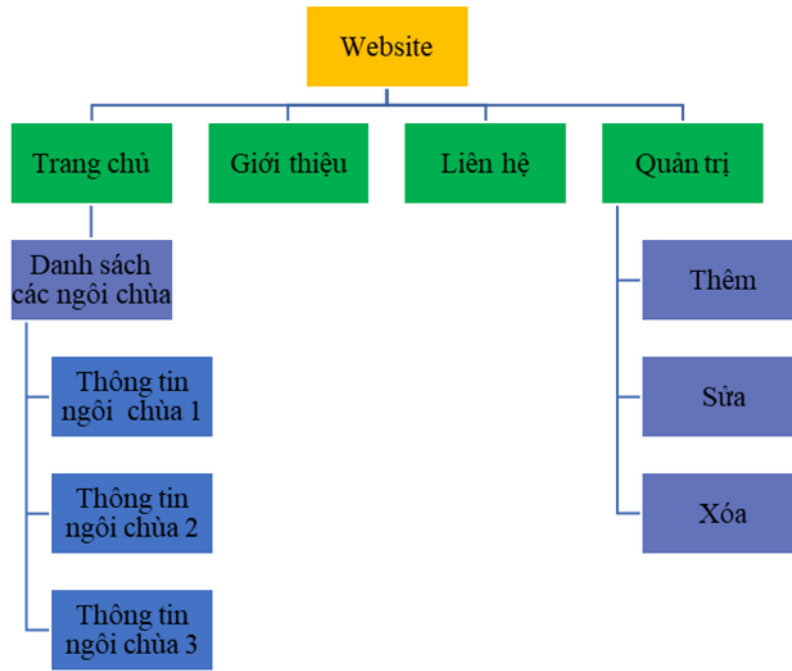 Website
Trang chủ
Giới thiệu
Liên hệ
Quản trị
Danh sách
các ngôi chùa
Thông tin
ngôi chùa 1
Thông tin
ngôi chùa 2
Thông tin
ngôi chùa 3
Thêm
Sửa
Xóa